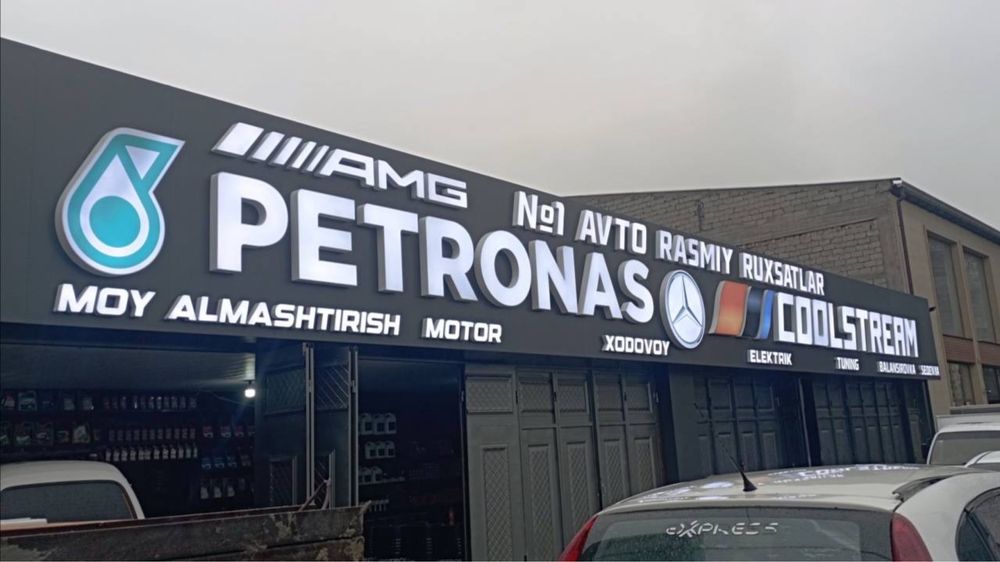 AMG
PETRONAS
№1 AVTO RASMIY RUXSATLAR
COOLSTREAM
MOY ALMASHTIRISH MOTOR XODOVOY ELEKTRIK TUNING BALANSIROVKA
EXPRESS